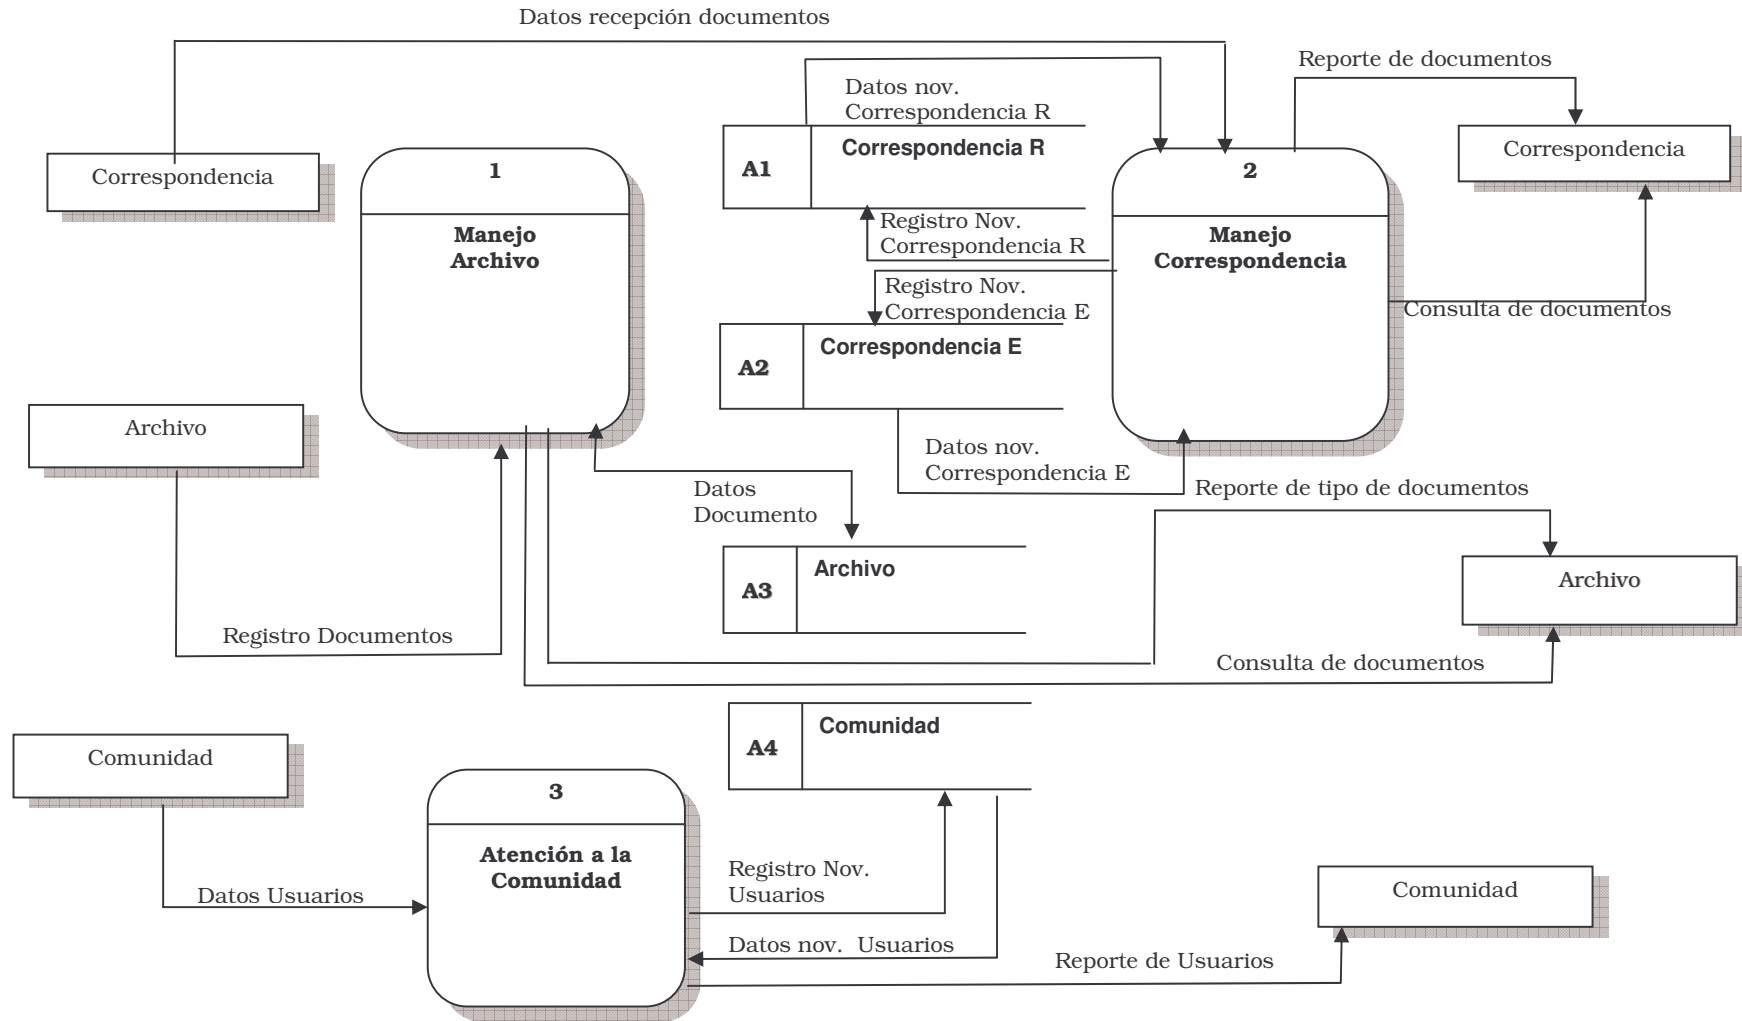 Datos recepción documentos
Reporte de documentos
Datos nov.
Correspondencia R
Correspondencia
A1
Correspondencia R
Correspondencia
1
Manejo
Archivo
2
Manejo
Correspondencia
Registro Nov.
Correspondencia R
Registro Nov.
Correspondencia E
Consulta de documentos
A2
Correspondencia E
Archivo
Datos nov.
Correspondencia E
Datos
Documento
Reporte de tipo de documentos
A3
Archivo
Archivo
Registro Documentos
Consulta de documentos
Comunidad
A4
Comunidad
3
Atención a la
Comunidad
Datos Usuarios
Registro Nov.
Usuarios
Comunidad
Datos nov. Usuarios
Reporte de Usuarios